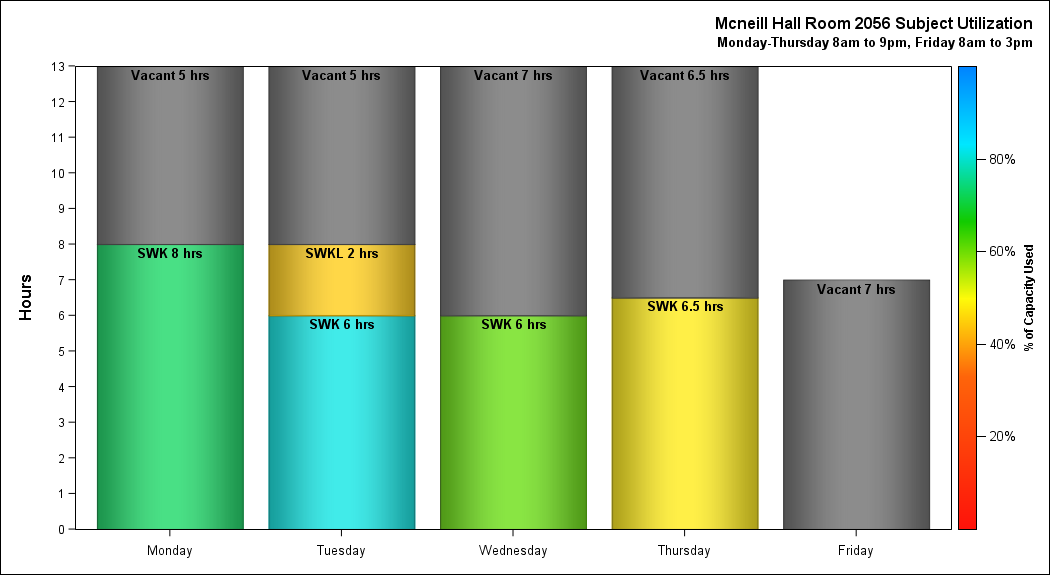 Mcneill Hall Room 2056 Subject Utilization
Monday-Thursday 8am to 9pm, Friday 8am to 3pm
Hours
13
12
11
10
9
8
7
6
5
4
3
2
1
0
Vacant 5 hrs
SWK 8 hrs
Vacant 5 hrs
SWKL 2 hrs
SWK 6 hrs
Vacant 7 hrs
SWK 6 hrs
Vacant 6.5 hrs
SWK 6.5 hrs
Vacant 7 hrs
Monday
Tuesday
Wednesday
Thursday
Friday
80%
60%
40%
20%
% of Capacity Used